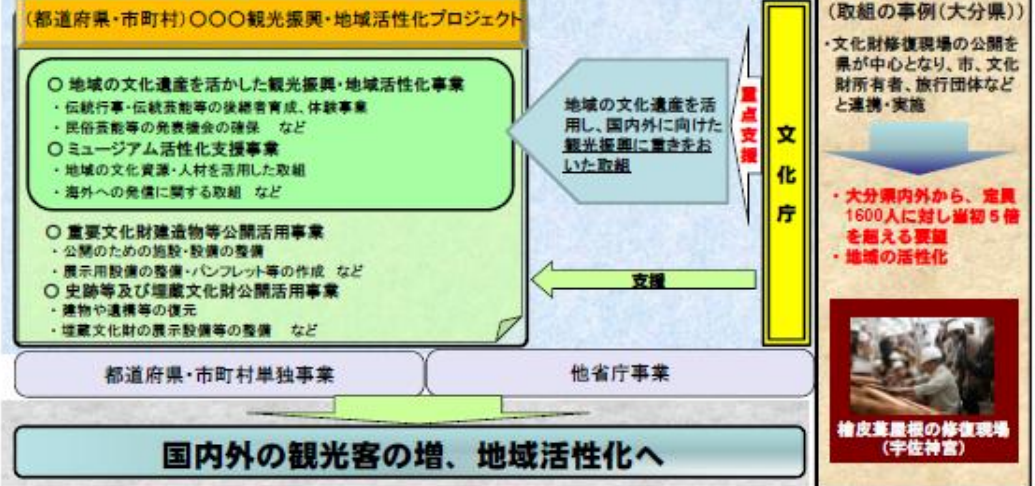 (都道府県・市町村)○○○観光振興・地域活性化プロジェクト
○ 地域の文化遺産を活かした観光振興・地域活性化事業
・伝統行事・伝統芸能等の後継者育成、体験事業
・民俗芸能等の発表機会の確保 など
○ ミュージアム活性化支援事業
・地域の文化資源・人材を活用した取組
・海外への発信に関する取組 など
○ 重要文化財建造物等公開活用事業
・公開のための施設・設備の整備
・展示用設備の整備・パンフレット等の作成 など
○ 史跡等及び埋蔵文化財公開活用事業
・建物や遺構等の復元
・埋蔵文化財の展示設備等の整備 など
地域の文化遺産を活
用し、国内外に向けた
観光振興に重きをお
いた取組
重点支援
支援
文化庁
都道府県・市町村単独事業
他省庁事業
国内外の観光客の増、地域活性化へ
(取組の事例(大分県))
・文化財修復現場の公開を
県が中心となり、市、文化
財所有者、旅行団体など
と連携・実施
・大分県内外から、定員
1600人に対し当初5倍
を超える要望
・地域の活性化
檜皮葺屋根の修復現場
(宇佐神宮)